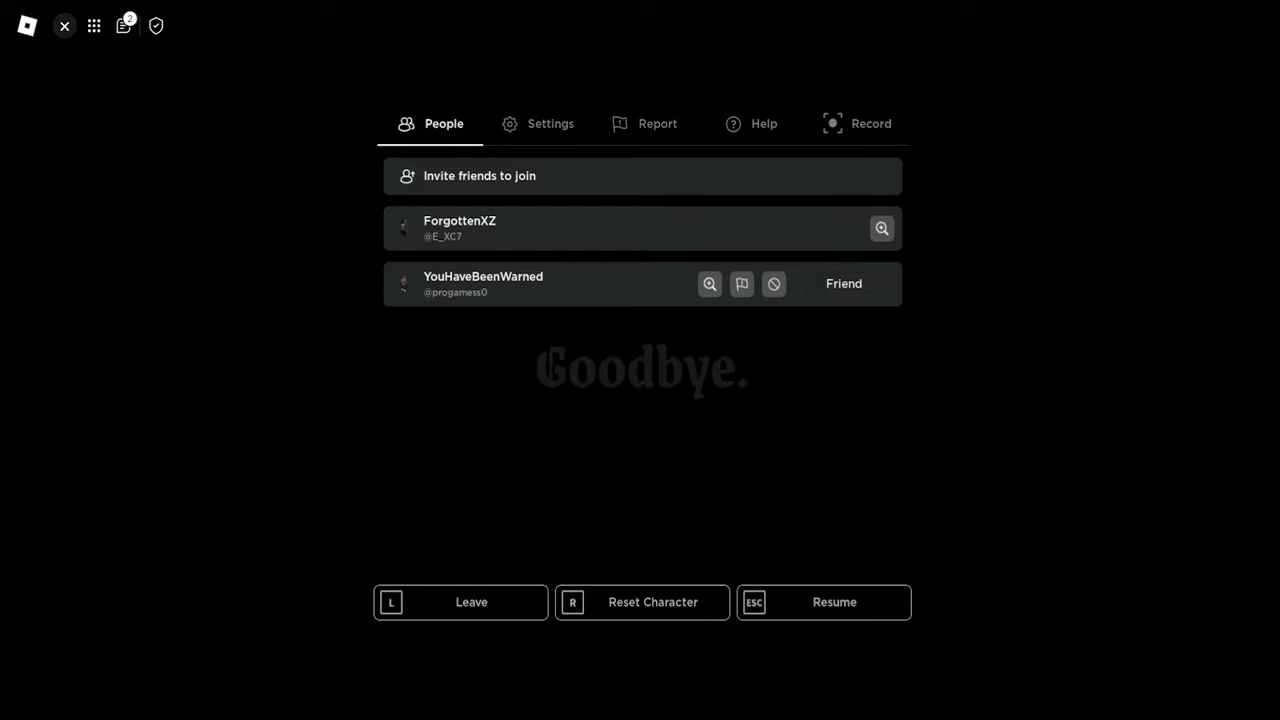 2
People
Settings
Report
Help
Record
Invite friends to join
ForgottenXZ
@E_XC7
YouHaveBeenWarned
@progamess0
Friend
Goodbye.
L
Leave
R
Reset Character
ESC
Resume